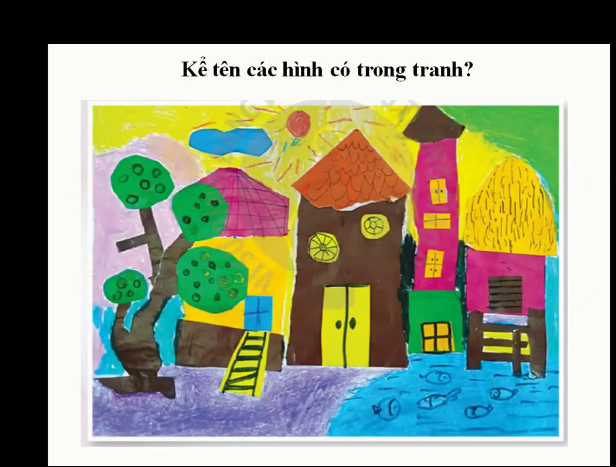 Kể tên các hình có trong tranh?